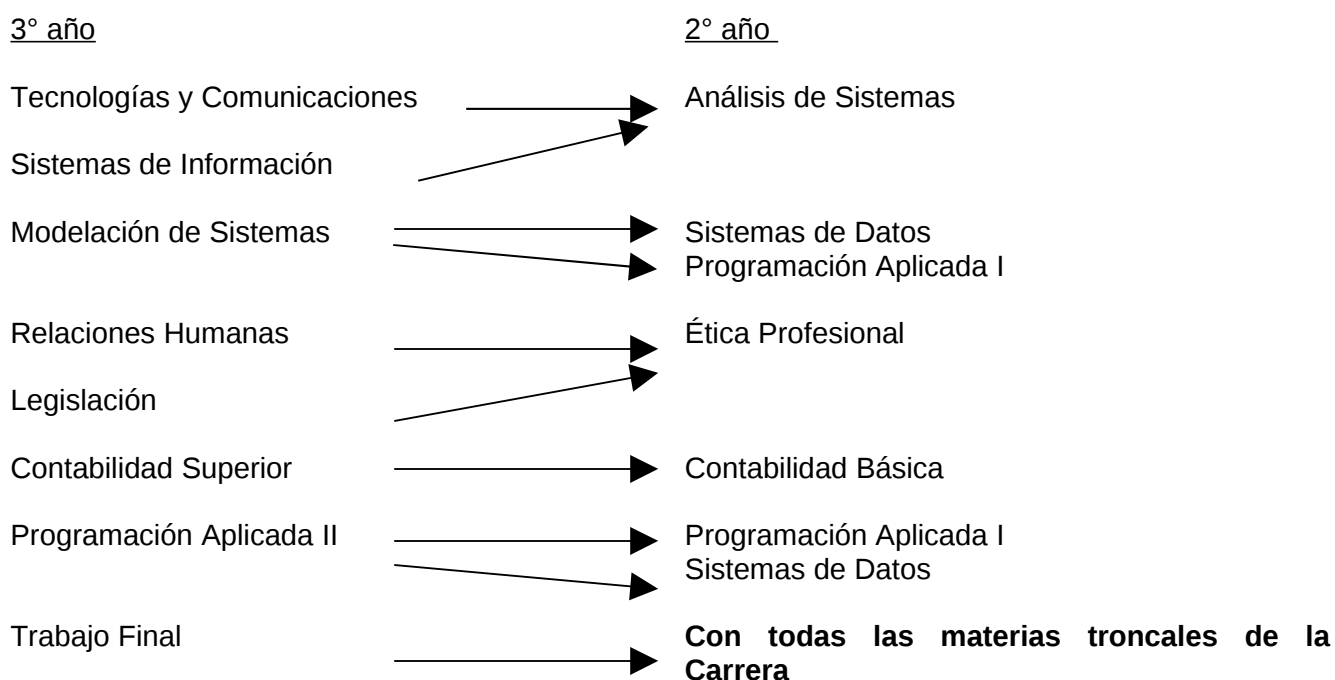 3° año 2° año
Tecnologías y Comunicaciones Análisis de Sistemas
Sistemas de Información
Modelación de Sistemas Sistemas de Datos
Programación Aplicada I
Relaciones Humanas Ética Profesional
Legislación
Contabilidad Superior Contabilidad Básica
Programación Aplicada II Programación Aplicada I
Sistemas de Datos
Trabajo Final Con todas las materias troncales de la
Carrera